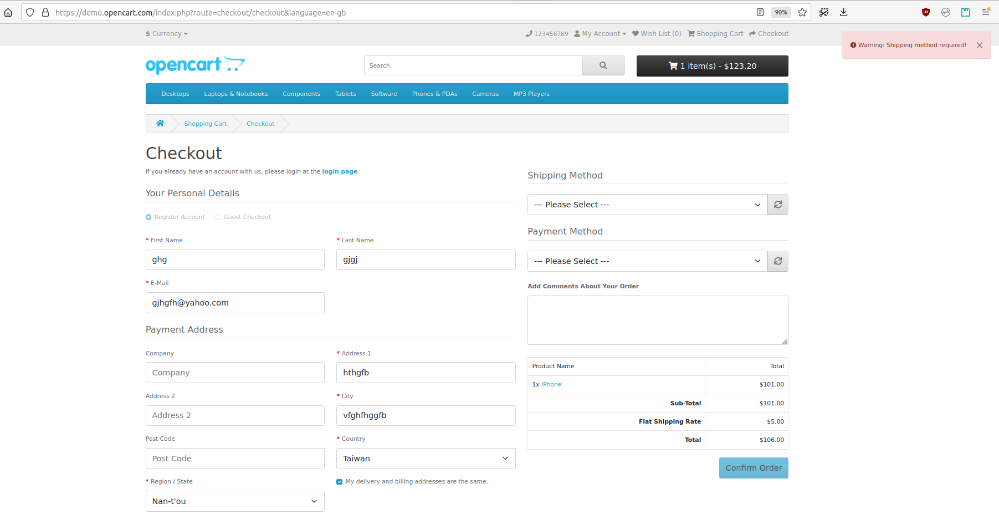 https://demo.opencart.com/index.php?route=checkout/checkout&language=en-gb
90%
$ Currency
123456789 My Account Wish List (0) Shopping Cart Checkout
Warning: Shipping method required!
opencart
Search
1 item(s) - $123.20
Desktops Laptops & Notebooks Components Tablets Software Phones & PDAs Cameras MP3 Players
Shopping Cart Checkout
Checkout
If you already have an account with us, please login at the login page.
Your Personal Details
Register Account Guest Checkout
* First Name * Last Name
ghg gjgj
* E-Mail
gjhgfh@yahoo.com
Payment Address
Company * Address 1
Company hthgfb
Address 2 * City
Address 2 vfghfhggfb
Post Code * Country
Post Code Taiwan
* Region / State My delivery and billing addresses are the same.
Nan-t'ou
Shipping Method
--- Please Select ---
Payment Method
--- Please Select ---
Add Comments About Your Order
Product Name Total
1x iPhone $101.00
Sub-Total $101.00
Flat Shipping Rate $5.00
Total $106.00
Confirm Order